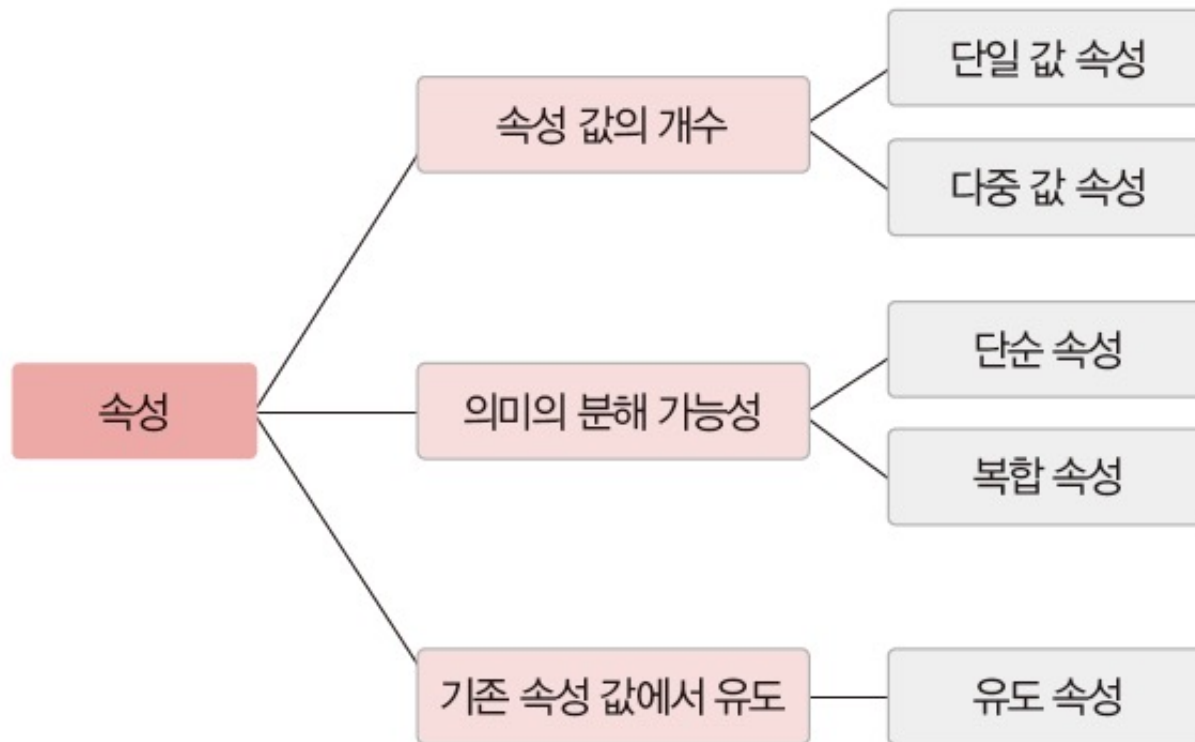 속성
속성 값의 개수
단일 값 속성
다중 값 속성
의미의 분해 가능성
단순 속성
복합 속성
기존 속성 값에서 유도
유도 속성